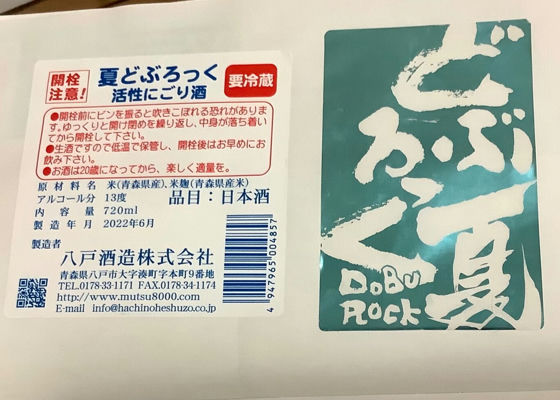 開栓
注意!
夏どぶろっく
活性にごり酒
要冷蔵
●開栓前にビンを振ると吹きこぼれる恐れがありま
す。ゆっくりと開け閉めを繰り返し、中身が落ち着い
てから開栓して下さい。
●生酒ですので低温で保管し、開栓後はお早めにお
飲み下さい。
●お酒は20歳になってから、楽しく適量を。
原材料名 米(青森県産)、米麹(青森県産米)
アルコール分 13度
内容量 720ml
製造年月 2022年6月
品目:日本酒
製造者
八戸酒造株式会社
青森県八戸市大字湊町字本町9番地
TEL.0178-33-1171 FAX.0178-34-1174
http://www.mutsu8000.com
E-mail info@hachinoheshuzo.co.jp
4947965004857
どぶろっく
夏
DOBU
ROCK